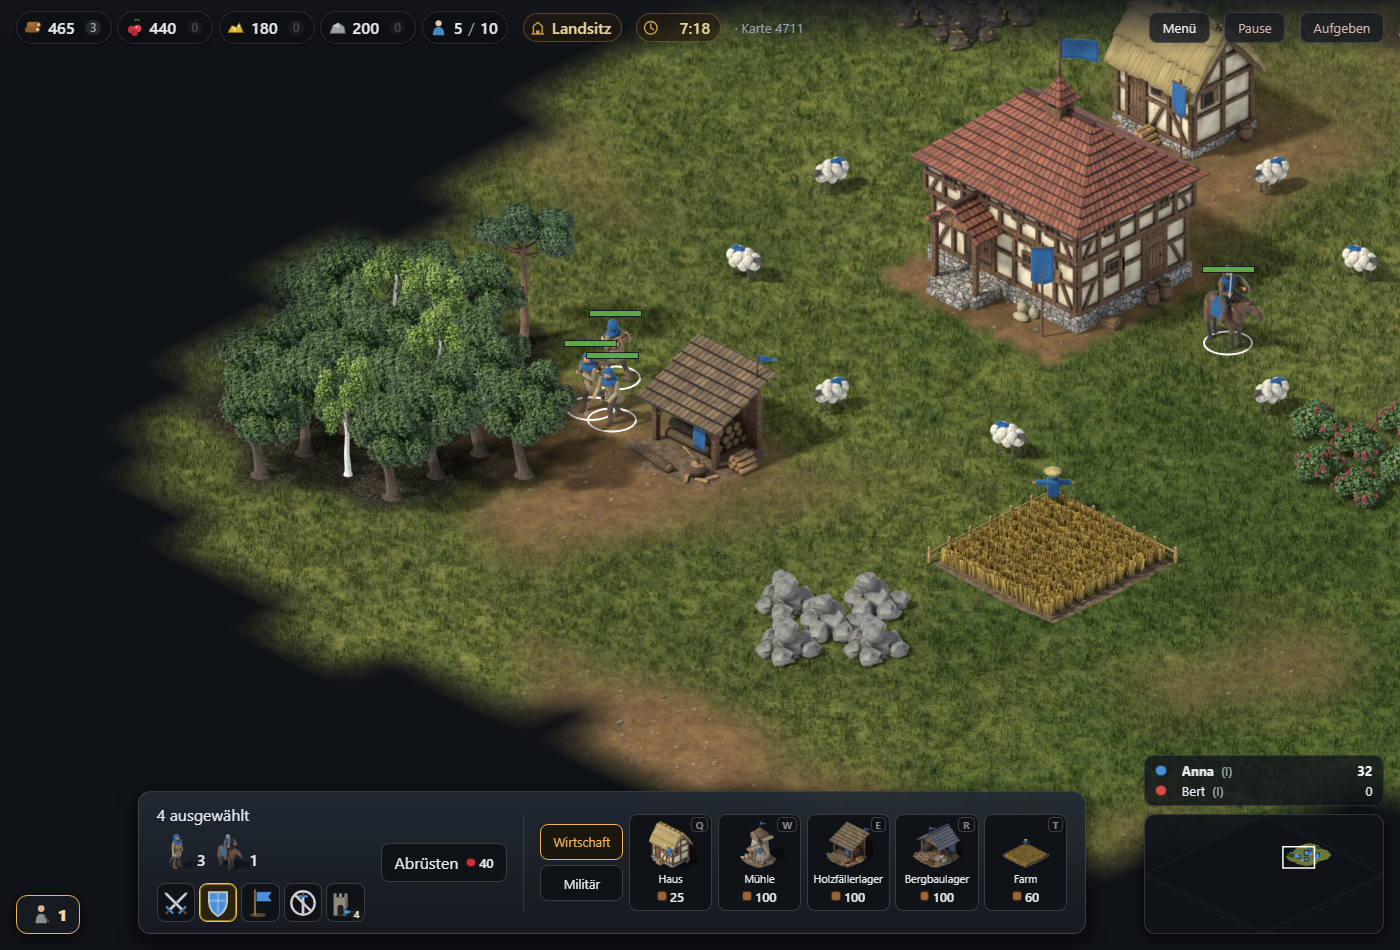 465 3 440 0 180 0 200 0 5 / 10 Landsitz 7:18 · Karte 4711 Menü Pause Aufgeben
Anna (I) 32
Bert (I) 0
4 ausgewählt
3 1
Abrüsten 40
4
Wirtschaft
Militär
Q
Haus
25
W
Mühle
100
E
Holzfällerlager
100
R
Bergbaulager
100
T
Farm
60
1